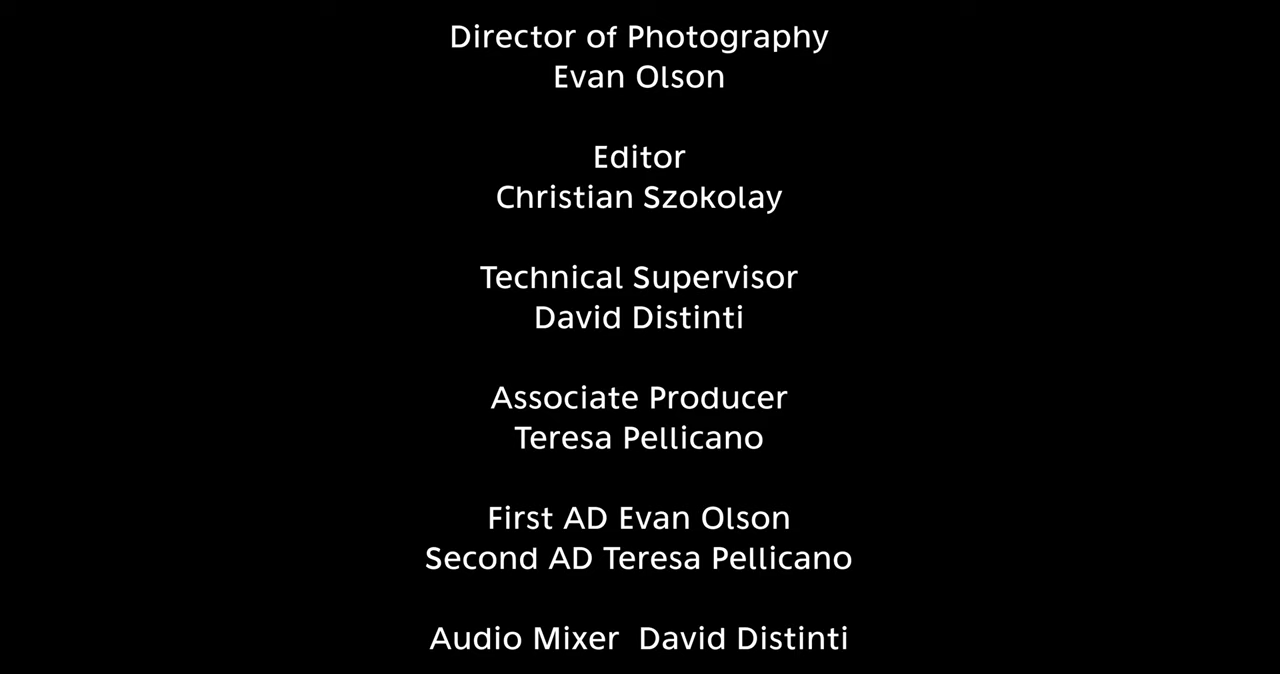 Director of Photography
Evan Olson
Editor
Christian Szokolay
Technical Supervisor
David Distinti
Associate Producer
Teresa Pellicano
First AD Evan Olson
Second AD Teresa Pellicano
Audio Mixer  David Distinti